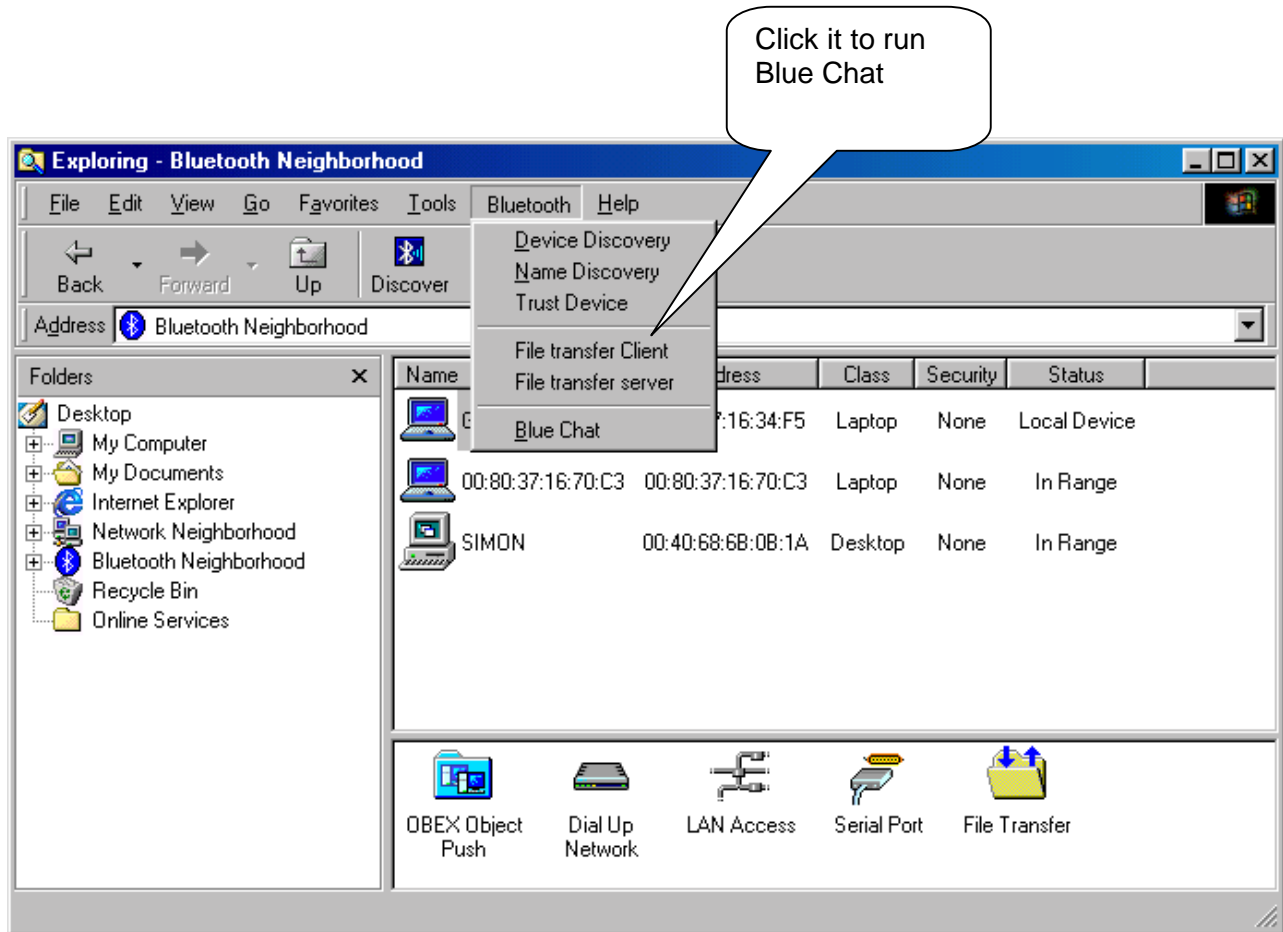 Click it to run
Blue Chat
Exploring - Bluetooth Neighborhood
File Edit View Go Favorites Tools Bluetooth Help
Back Forward Up Discover
Device Discovery
Name Discovery
Trust Device
File transfer Client
File transfer server
Blue Chat
Address Bluetooth Neighborhood
Folders
Desktop
My Computer
My Documents
Internet Explorer
Network Neighborhood
Bluetooth Neighborhood
Recycle Bin
Online Services
Name dress Class Security Status
G :16:34:F5 Laptop None Local Device
00:80:37:16:70:C3 00:80:37:16:70:C3 Laptop None In Range
SIMON 00:40:68:6B:0B:1A Desktop None In Range
OBEX Object Push
Dial Up Network
LAN Access
Serial Port
File Transfer